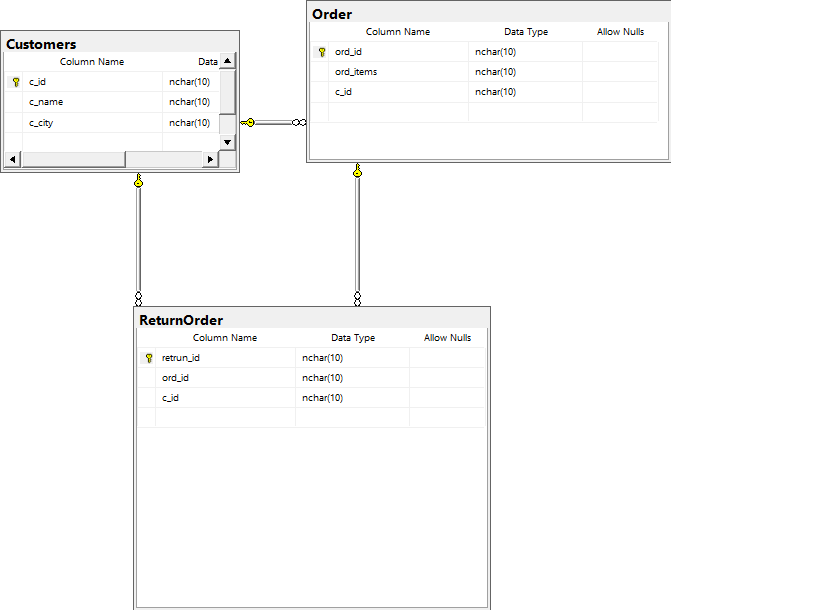 Customers
Column Name Data
c_id nchar(10)
c_name nchar(10)
c_city nchar(10)
Order
Column Name Data Type Allow Nulls
ord_id nchar(10)
ord_items nchar(10)
c_id nchar(10)
ReturnOrder
Column Name Data Type Allow Nulls
retrun_id nchar(10)
ord_id nchar(10)
c_id nchar(10)